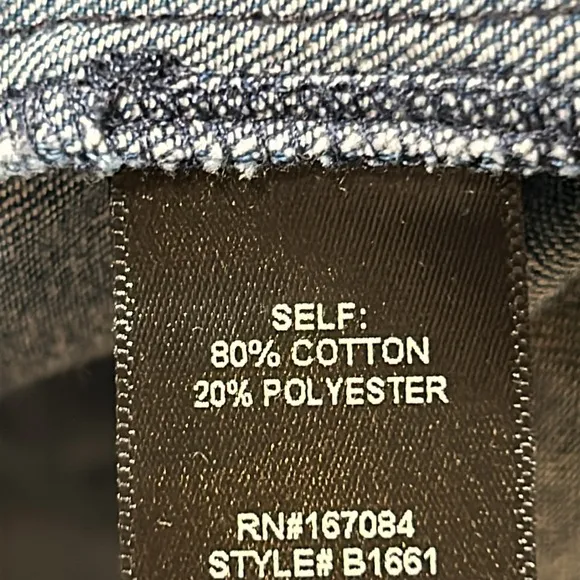 SELF:
80% COTTON
20% POLYESTER
RN#167084
STYLE# B1661